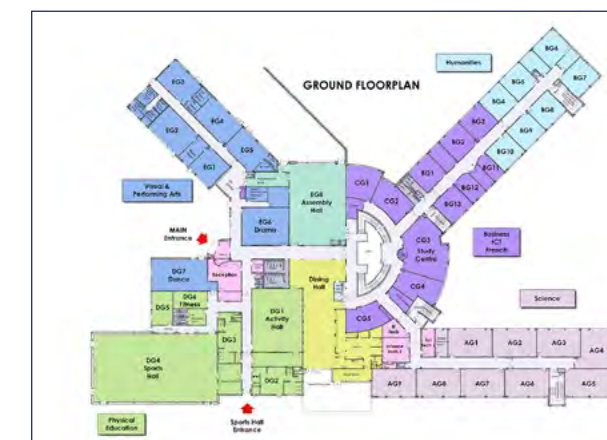 GROUND FLOORPLAN
Humanities
BG6
BG7
BG5
BG4
BG8
BG3
BG9
BG2
BG10
BG1
BG11
BG12
BG13
EG3
EG4
EG2
EG5
EG1
Visual &
Performing Arts
EG8
Assembly
Hall
CG1
CG2
EG6
Drama
MAIN
Entrance
CG3
Study
Centre
Business
ICT
French
Reception
DG7
Dance
Dining
Hall
CG4
DG6
Fitness
DG5
DG1
Activity
Hall
CG5
Science
DG3
DG4
Sports
Hall
AG1
AG2
AG3
AG4
DG2
AG9
AG8
AG7
AG6
AG5
Physical
Education
Sports Hall
Entrance